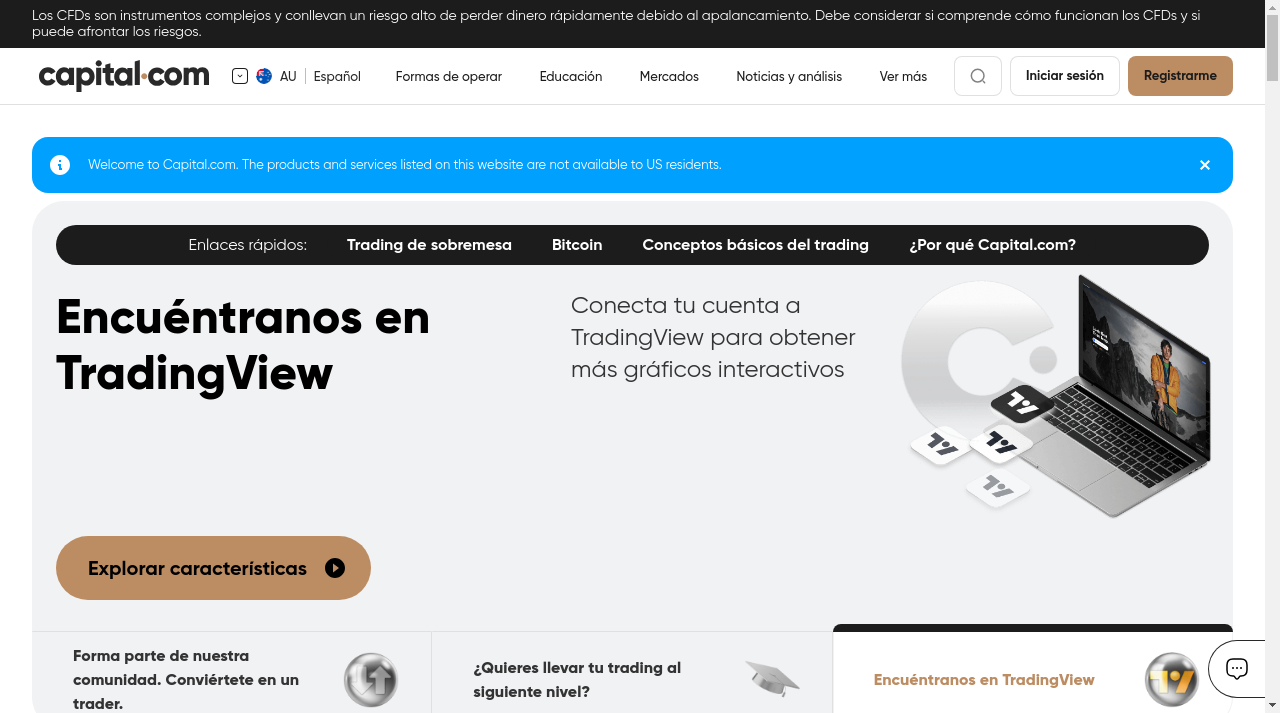 Los CFDs son instrumentos complejos y conllevan un riesgo alto de perder dinero rápidamente debido al apalancamiento. Debe considerar si comprende cómo funcionan los CFDs y si
puede afrontar los riesgos.
capital.com
AU
Español
Formas de operar
Educación
Mercados
Noticias y análisis
Ver más
Iniciar sesión
Registrarme
Welcome to Capital.com. The products and services listed on this website are not available to US residents.
Enlaces rápidos:
Trading de sobremesa
Bitcoin
Conceptos básicos del trading
¿Por qué Capital.com?
Encuéntranos en
TradingView
Conecta tu cuenta a
TradingView para obtener
más gráficos interactivos
Explorar características
Forma parte de nuestra
comunidad. Conviértete en un
trader.
¿Quieres llevar tu trading al
siguiente nivel?
Encuéntranos en TradingView